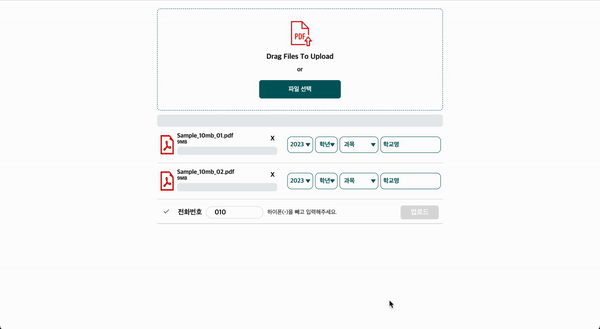 PDF
Drag Files To Upload
or
파일 선택
Sample_10mb_01.pdf
9MB
X
2023 ▼ 학년▼ 과목 ▼ 학교명
Sample_10mb_02.pdf
9MB
X
2023 ▼ 학년▼ 과목 ▼ 학교명
전화번호 010 하이픈(-)을 빼고 입력해주세요. 업로드